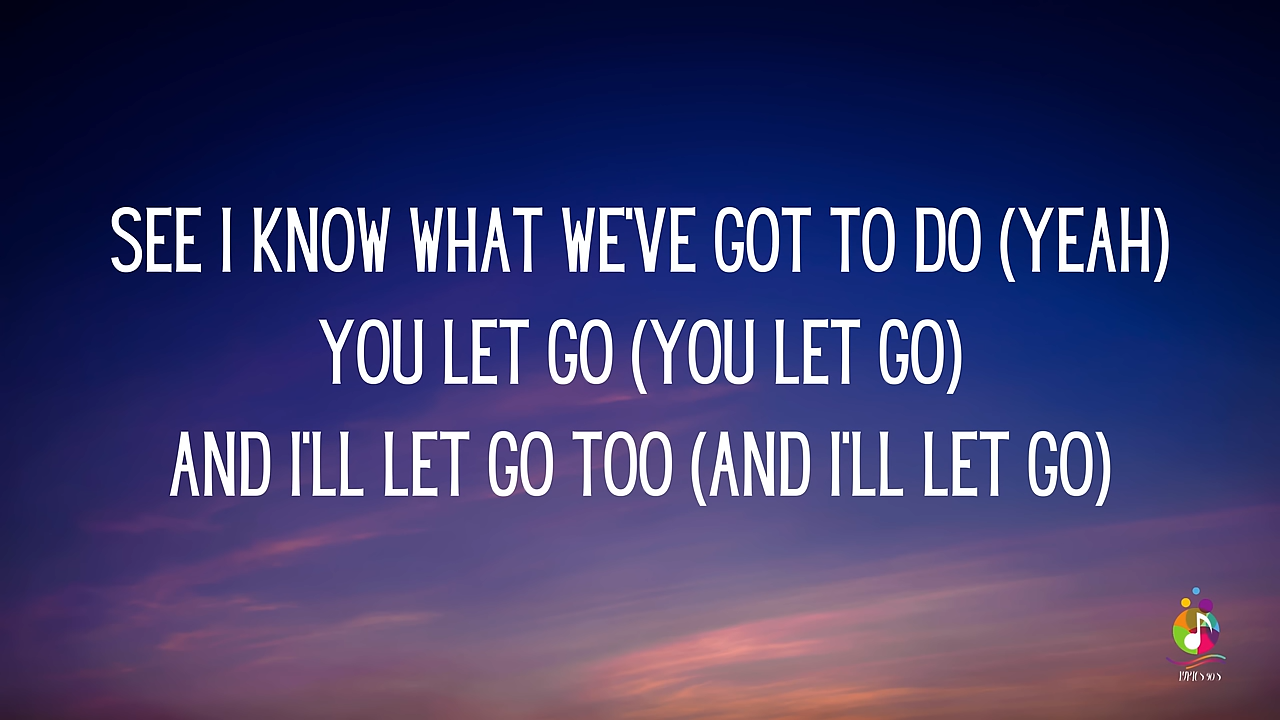 SEE I KNOW WHAT WE'VE GOT TO DO (YEAH)
YOU LET GO (YOU LET GO)
AND I'LL LET GO TOO (AND I'LL LET GO)